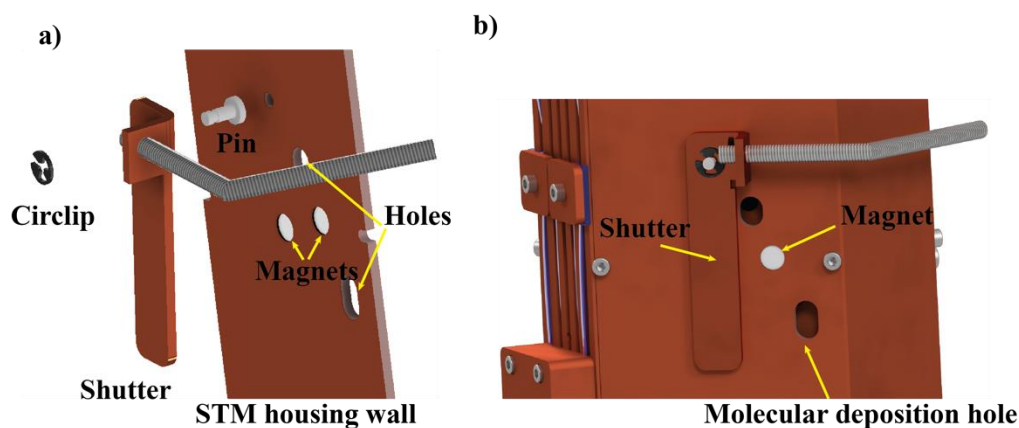 a)
Pin
Circlip
Holes
Magnets
Shutter
STM housing wall
b)
Shutter
Magnet
Molecular deposition hole